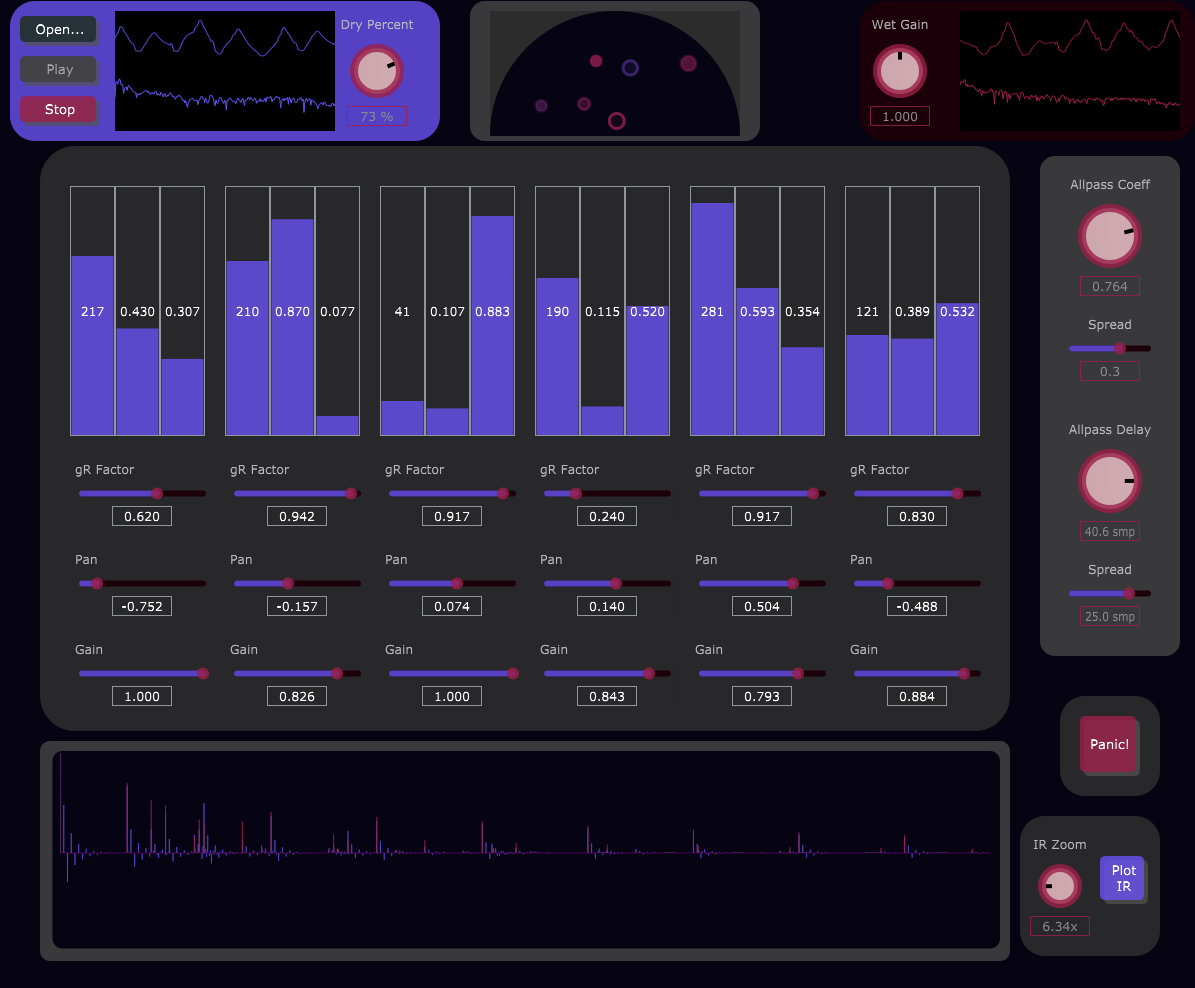 Open...
Play
Stop
Dry Percent
73 %
Wet Gain
1.000
217 0.430 0.307
210 0.870 0.077
41 0.107 0.883
190 0.115 0.520
281 0.593 0.354
121 0.389 0.532
gR Factor gR Factor gR Factor gR Factor gR Factor gR Factor
0.620 0.942 0.917 0.240 0.917 0.830
Pan Pan Pan Pan Pan Pan
-0.752 -0.157 0.074 0.140 0.504 -0.488
Gain Gain Gain Gain Gain Gain
1.000 0.826 1.000 0.843 0.793 0.884
Allpass Coeff
0.764
Spread
0.3
Allpass Delay
40.6 smp
Spread
25.0 smp
Panic!
IR Zoom
6.34x
Plot
IR